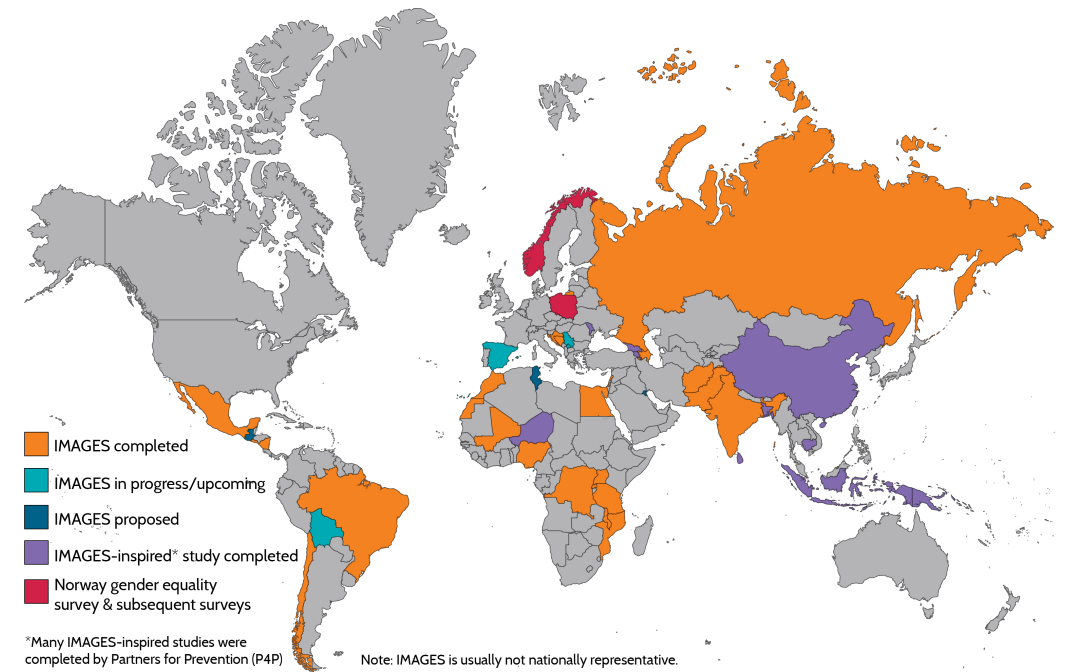 IMAGES completed
IMAGES in progress/upcoming
IMAGES proposed
IMAGES-inspired* study completed
Norway gender equality
survey & subsequent surveys
*Many IMAGES-inspired studies were
completed by Partners for Prevention (P4P)
Note: IMAGES is usually not nationally representative.